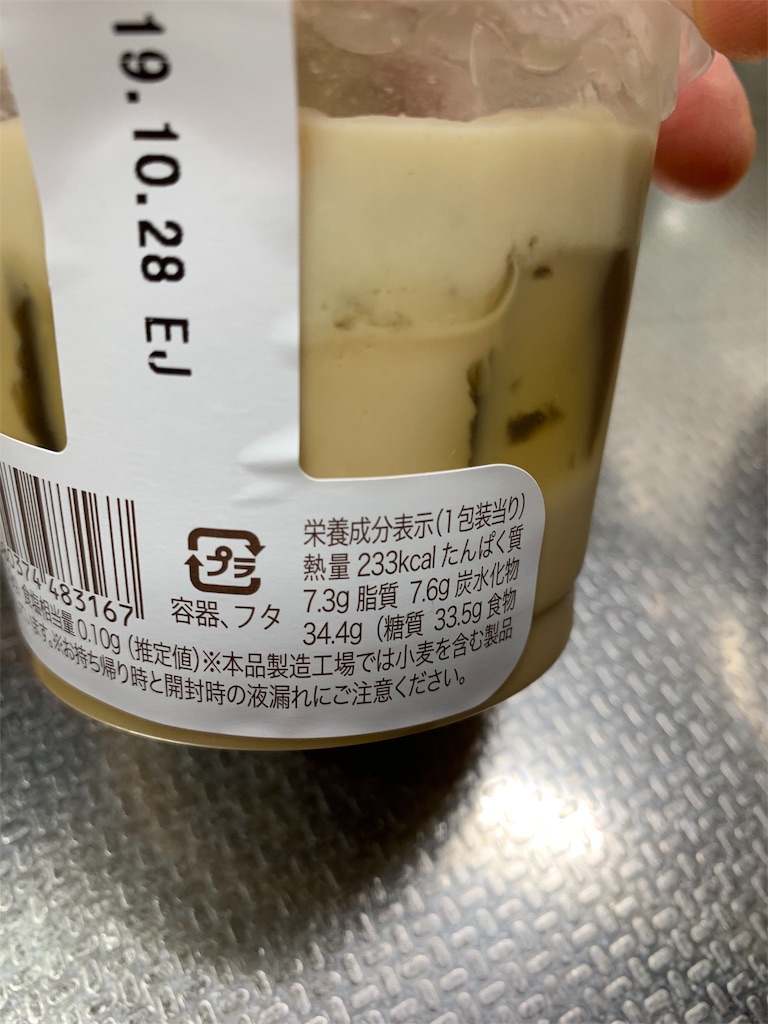 19.10.28 EJ
栄養成分表示(1包装当り)
熱量 233kcal たんぱく質
7.3g 脂質 7.6g 炭水化物
34.4g (糖質 33.5g 食物
プラ
容器、フタ
374 483167
食塩相当量 0.10g (推定値)※本品製造工場では小麦を含む製品
ます。※お持ち帰り時と開封時の液漏れにご注意ください。